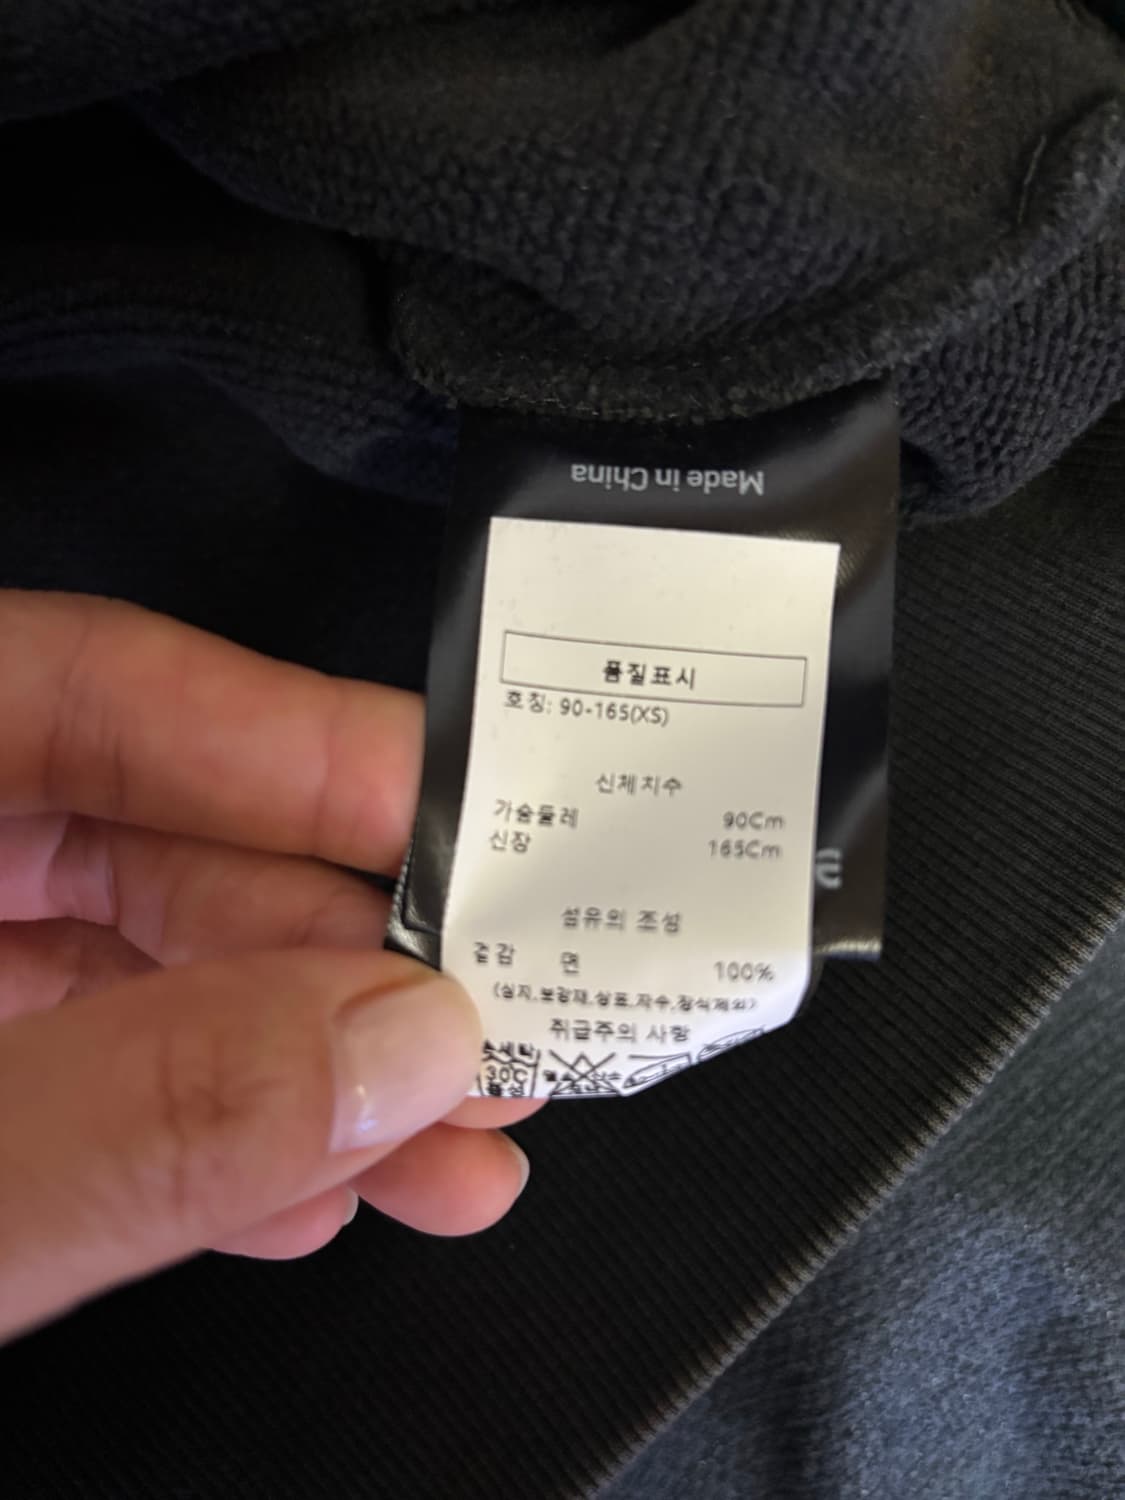 Made in China
품질표시
호칭: 90-165(XS)
신체치수
가슴둘레 90Cm
신장 165Cm
섬유의 조성
겉감 면 100%
(심지,보강재,상표,자수,장식제외)
취급주의 사항
30C